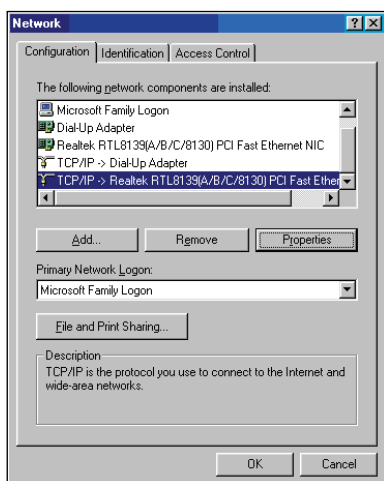 Network
Configuration Identification Access Control
The following network components are installed:
Microsoft Family Logon
Dial-Up Adapter
Realtek RTL8139(A/B/C/8130) PCI Fast Ethernet NIC
TCP/IP -> Dial-Up Adapter
TCP/IP -> Realtek RTL8139(A/B/C/8130) PCI Fast Ether
Add... Remove Properties
Primary Network Logon:
Microsoft Family Logon
File and Print Sharing...
Description
TCP/IP is the protocol you use to connect to the Internet and
wide-area networks.
OK Cancel